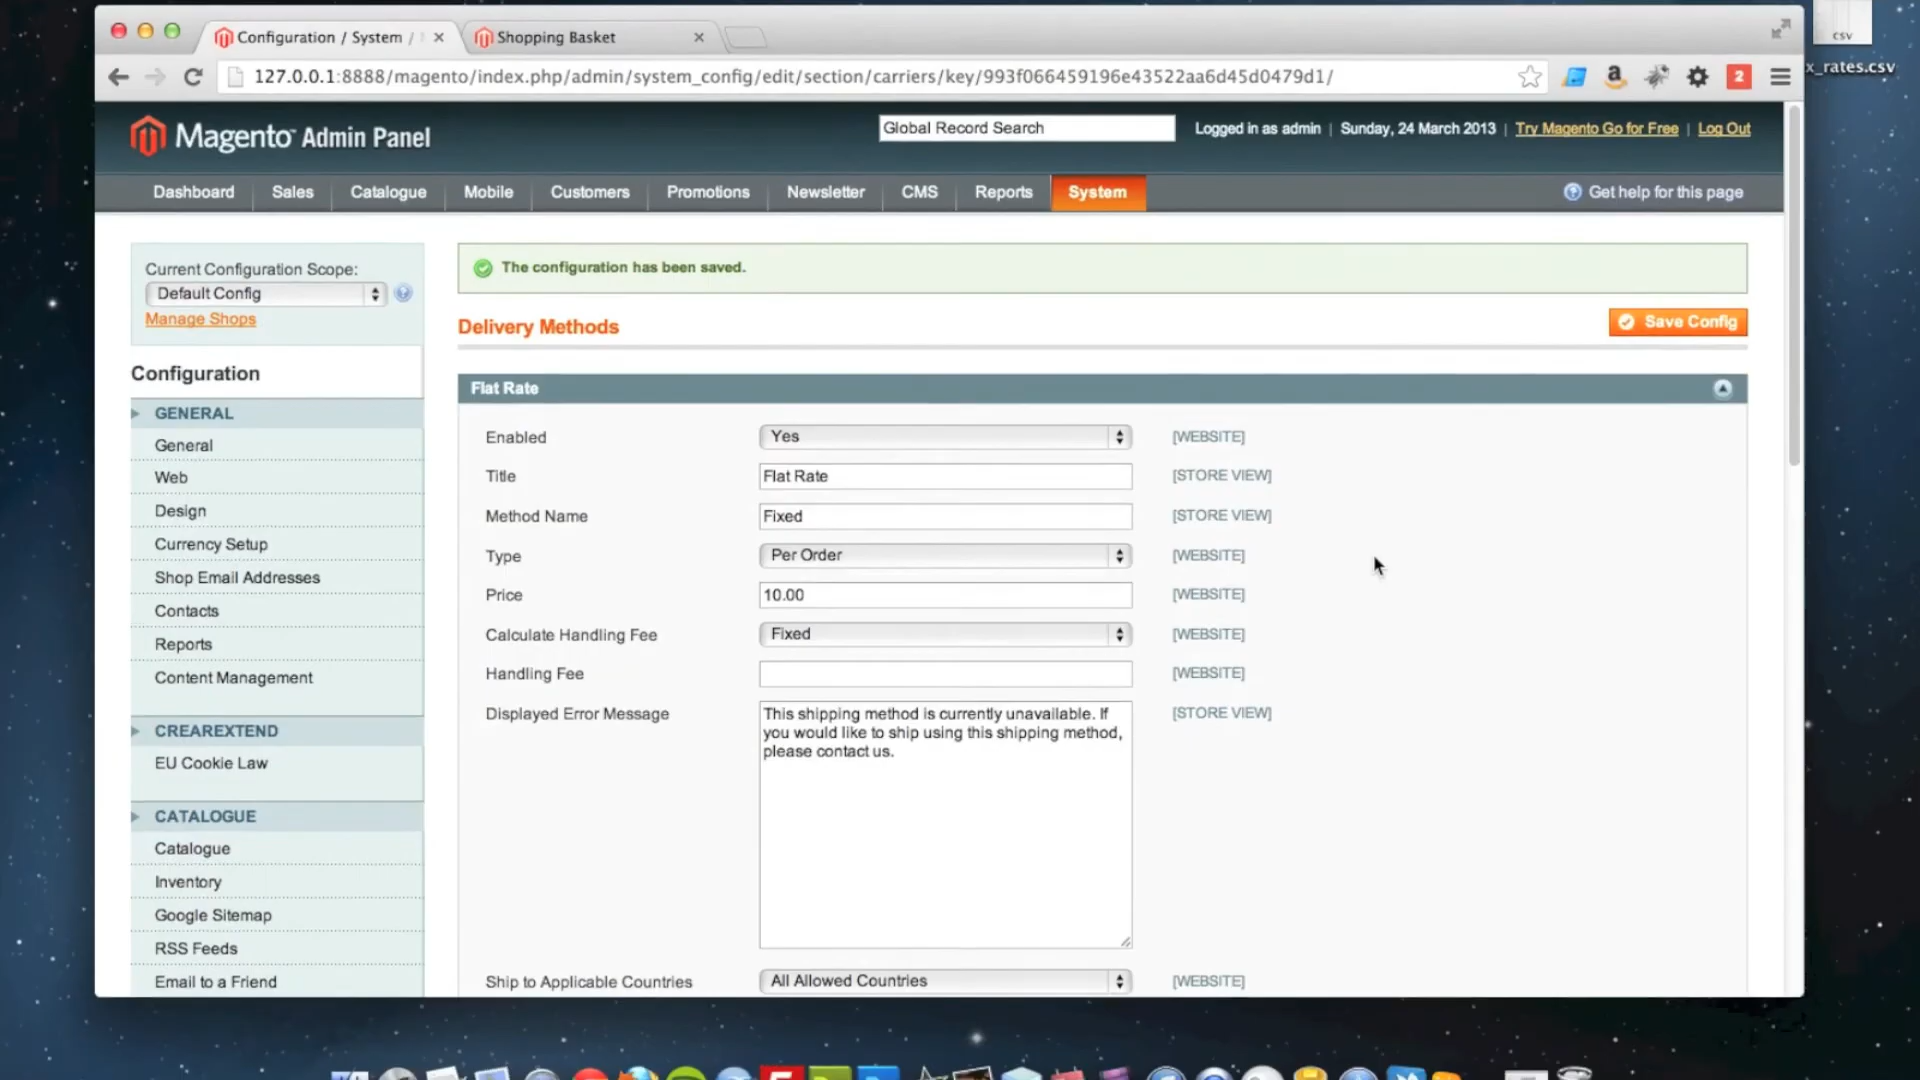 Configuration / System /
Shopping Basket
127.0.0.1:8888/magento/index.php/admin/system_config/edit/section/carriers/key/993f066459196e43522aa6d45d0479d1/
2
csv
x_rates.csv
Magento™ Admin Panel
Global Record Search
Logged in as admin | Sunday, 24 March 2013 | Try Magento Go for Free | Log Out
Dashboard Sales Catalogue Mobile Customers Promotions Newsletter CMS Reports System
Get help for this page
Current Configuration Scope:
Default Config
Manage Shops
Configuration
GENERAL
General
Web
Design
Currency Setup
Shop Email Addresses
Contacts
Reports
Content Management
CREAREXTEND
EU Cookie Law
CATALOGUE
Catalogue
Inventory
Google Sitemap
RSS Feeds
Email to a Friend
The configuration has been saved.
Delivery Methods
Save Config
Flat Rate
Enabled Yes [WEBSITE]
Title Flat Rate [STORE VIEW]
Method Name Fixed [STORE VIEW]
Type Per Order [WEBSITE]
Price 10.00 [WEBSITE]
Calculate Handling Fee Fixed [WEBSITE]
Handling Fee [WEBSITE]
Displayed Error Message This shipping method is currently unavailable. If [STORE VIEW]
you would like to ship using this shipping method,
please contact us.
Ship to Applicable Countries All Allowed Countries [WEBSITE]